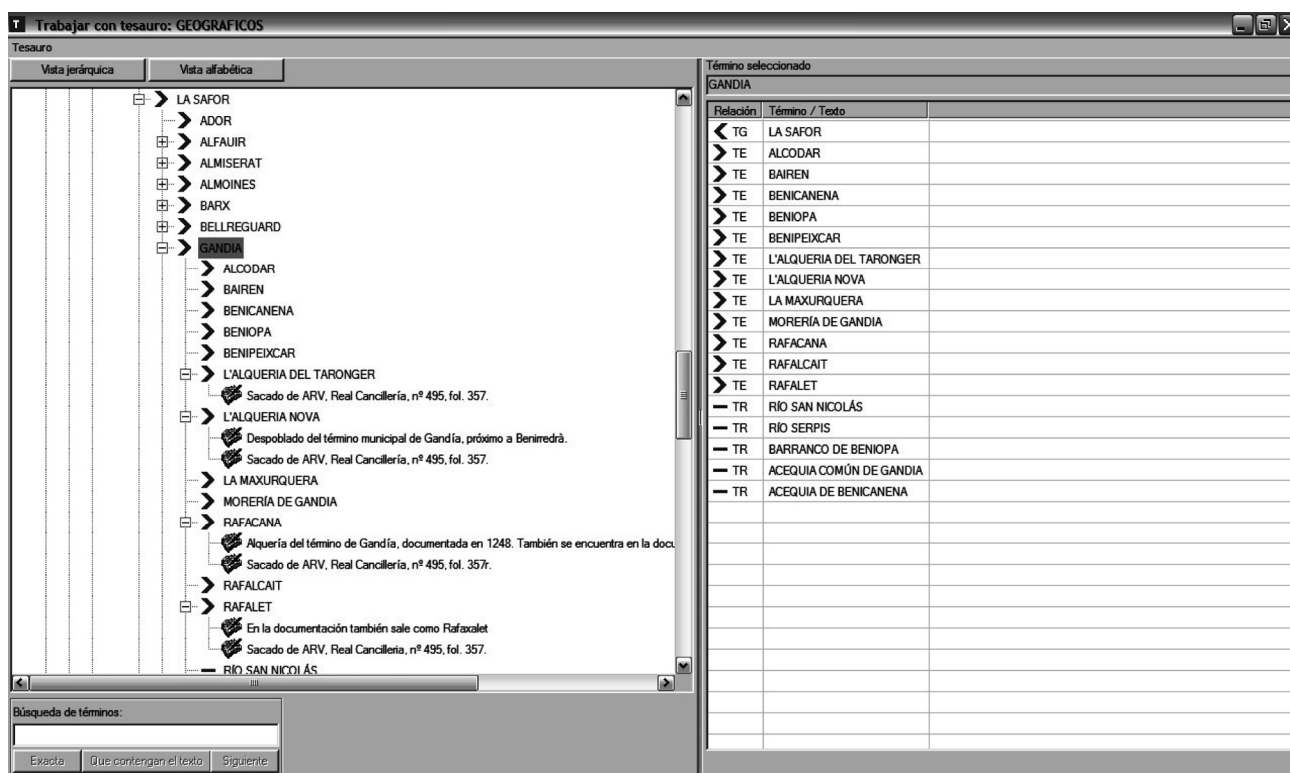 T Trabajar con tesauro: GEOGRAFICOS
Tesauro
Vista jerárquica Vista alfabética
LA SAFOR
ADOR
ALFAUIR
ALMISERAT
ALMOINES
BARX
BELLREGUARD
GANDIA
ALCODAR
BAIREN
BENICANENA
BENIOPA
BENIPEIXCAR
L'ALQUERIA DEL TARONGER
Sacado de ARV, Real Cancillería, nº 495, fol. 357.
L'ALQUERIA NOVA
Despoblado del término municipal de Gandía, próximo a Benirredrà.
Sacado de ARV, Real Cancillería, nº 495, fol. 357.
LA MAXURQUERA
MORERÍA DE GANDIA
RAFACANA
Alquería del término de Gandía, documentada en 1248. También se encuentra en la docu
Sacado de ARV, Real Cancillería, nº 495, fol. 357r.
RAFALCAIT
RAFALET
En la documentación también sale como Rafaxalet
Sacado de ARV, Real Cancilleria, nº 495, fol. 357.
RÍO SAN NICOLÁS
Búsqueda de términos:
Exacta Que contengan el texto Siguiente
Término seleccionado
GANDIA
Relación Término / Texto
TG LA SAFOR
TE ALCODAR
TE BAIREN
TE BENICANENA
TE BENIOPA
TE BENIPEIXCAR
TE L'ALQUERIA DEL TARONGER
TE L'ALQUERIA NOVA
TE LA MAXURQUERA
TE MORERÍA DE GANDIA
TE RAFACANA
TE RAFALCAIT
TE RAFALET
TR RÍO SAN NICOLÁS
TR RÍO SERPIS
TR BARRANCO DE BENIOPA
TR ACEQUIA COMÚN DE GANDIA
TR ACEQUIA DE BENICANENA